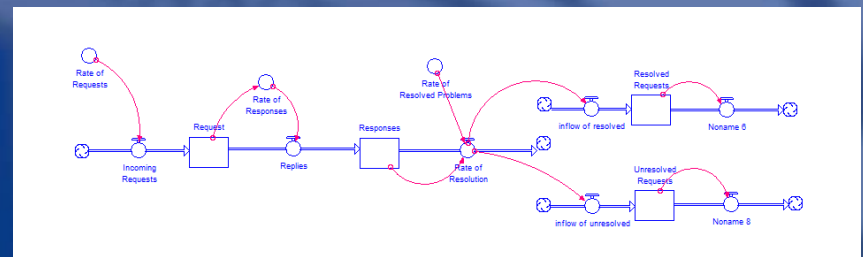 Rate of
Requests
Rate of
Responses
Rate of
Resolved Problems
Resolved
Requests
Request
Responses
inflow of resolved
Noname 6
Incoming
Requests
Replies
Rate of
Resolution
Unresolved
Requests
inflow of unresolved
Noname 8